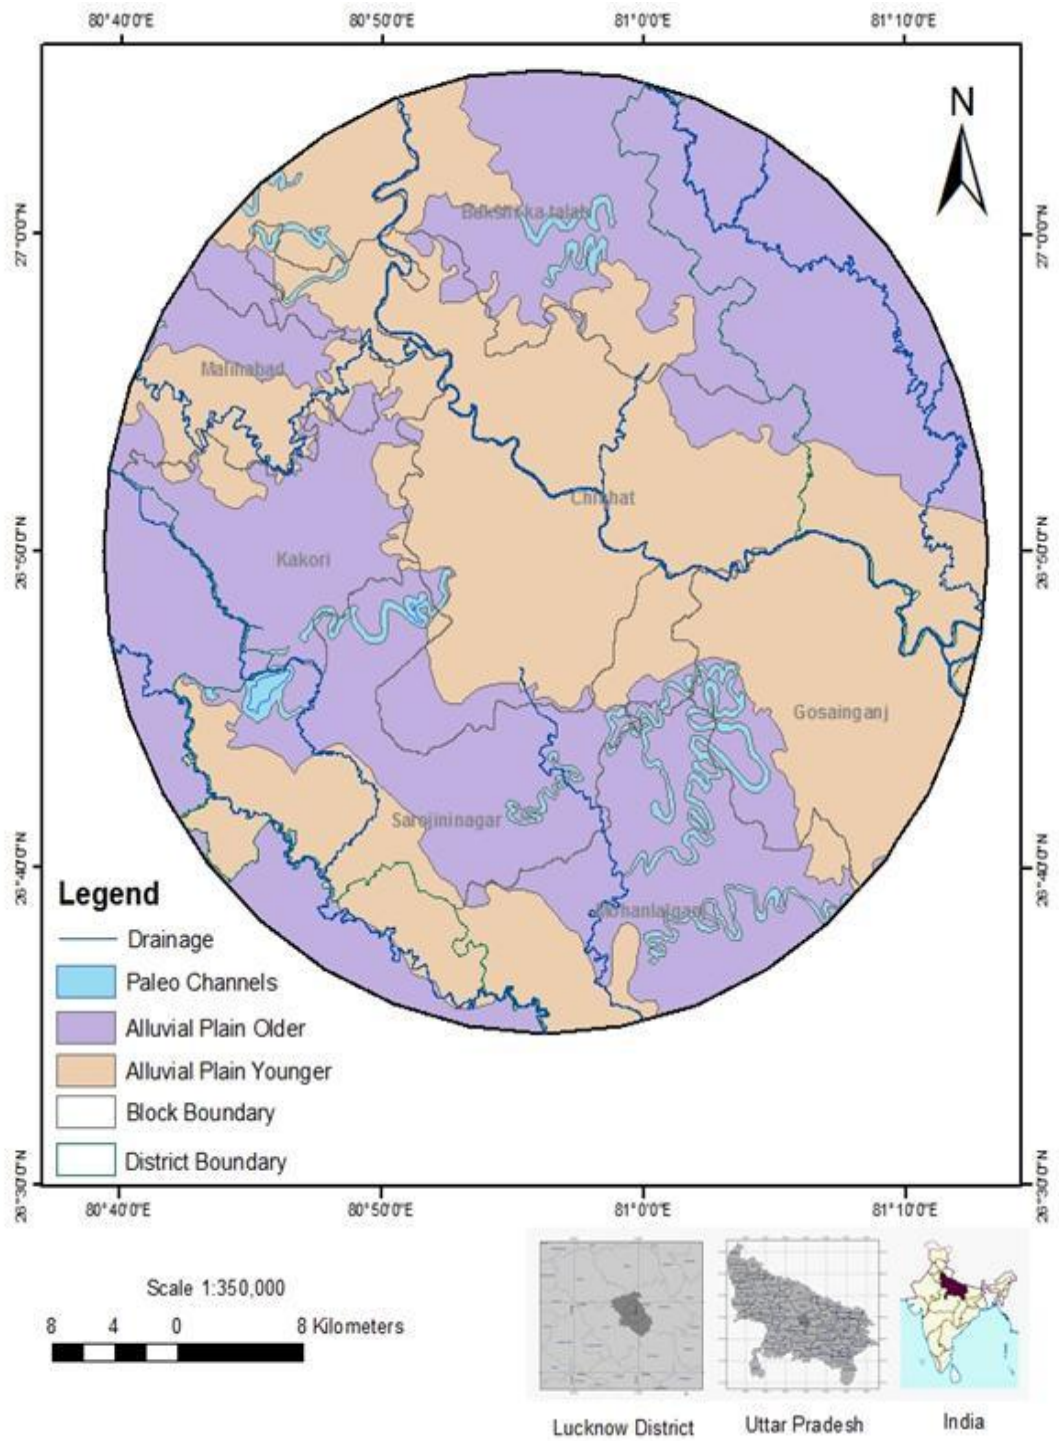 80°40'0"E 80°50'0"E 81°0'0"E 81°10'0"E
N
27°0'0"N 27°0'0"N
Bakshi-ka-talab
Malihabad
Chinhat
26°50'0"N 26°50'0"N
Kakori
Gosainganj
Sarojininagar
26°40'0"N 26°40'0"N
Mohanlalganj
Legend
Drainage
Paleo Channels
Alluvial Plain Older
Alluvial Plain Younger
Block Boundary
District Boundary
26°30'0"N 26°30'0"N
80°40'0"E 80°50'0"E 81°0'0"E 81°10'0"E
Scale 1:350,000
8 4 0 8 Kilometers
Lucknow District Uttar Pradesh India